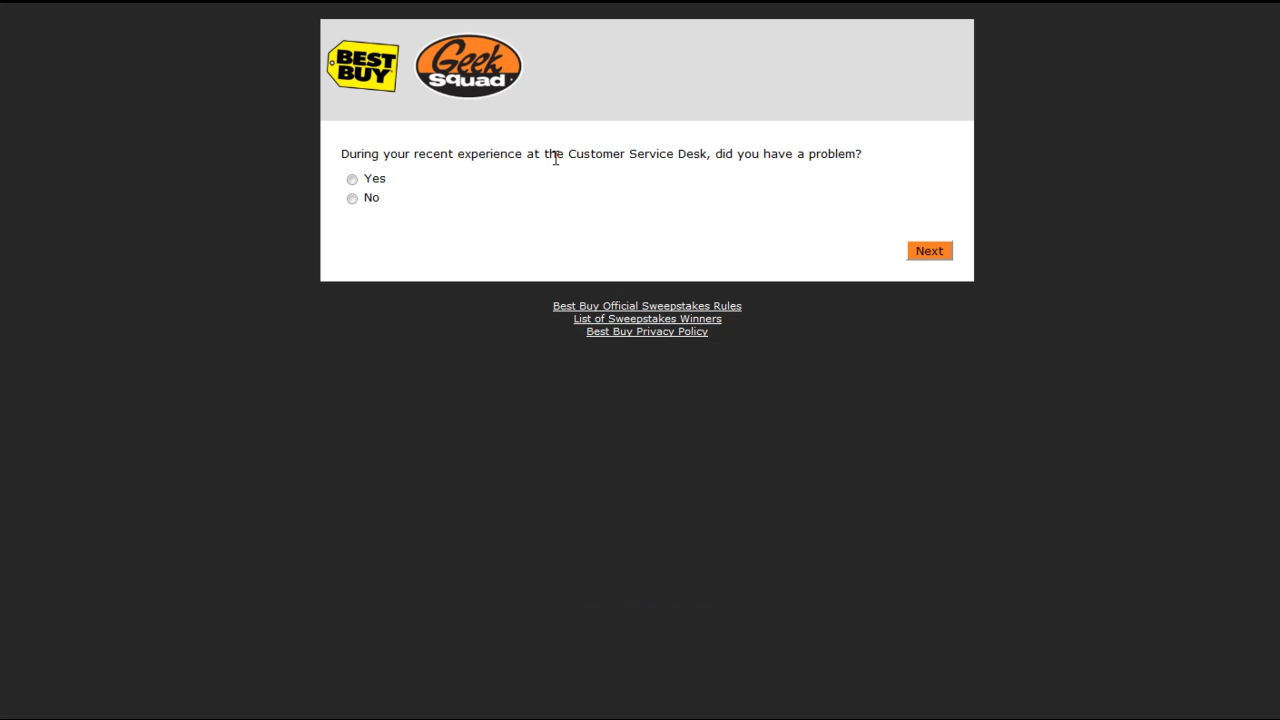 BEST
BUY
Geek
Squad
During your recent experience at the Customer Service Desk, did you have a problem?
Yes
No
Next
Best Buy Official Sweepstakes Rules
List of Sweepstakes Winners
Best Buy Privacy Policy